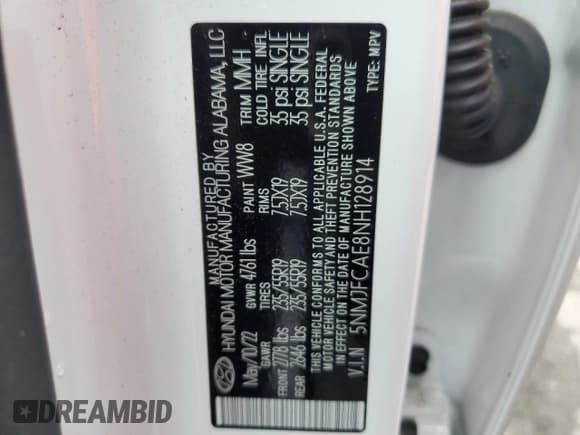 MANUFACTURED BY
HYUNDAI MOTOR MANUFACTURING ALABAMA, LLC
May/10/22 GVWR 4761 lbs PAINT WW8 TRIM MMH
GAWR TIRES RIMS COLD TIRE INFL
FRONT 2778 lbs 235/55R19 7.5JX19 35 psi SINGLE
REAR 2646 lbs 235/55R19 7.5JX19 35 psi SINGLE
THIS VEHICLE CONFORMS TO ALL APPLICABLE U.S.A. FEDERAL
MOTOR VEHICLE SAFETY AND THEFT PREVENTION STANDARDS
IN EFFECT ON THE DATE OF MANUFACTURE SHOWN ABOVE.
V.I.N 5NMJFCAE8NH128914 TYPE: MPV
DREAMBID